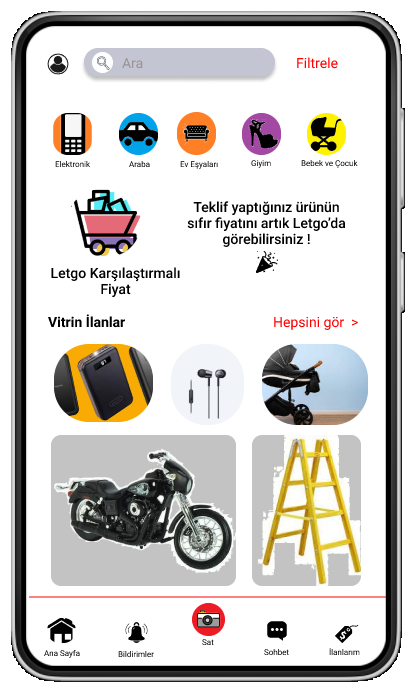 Ara
Filtrele
Elektronik
Araba
Ev Eşyaları
Giyim
Bebek ve Çocuk
Teklif yaptığınız ürünün
sıfır fiyatını artık Letgo'da
görebilirsiniz !
Letgo Karşılaştırmalı
Fiyat
Vitrin İlanlar
Hepsini gör >
Ana Sayfa
Bildirimler
Sat
Sohbet
İlanlarım